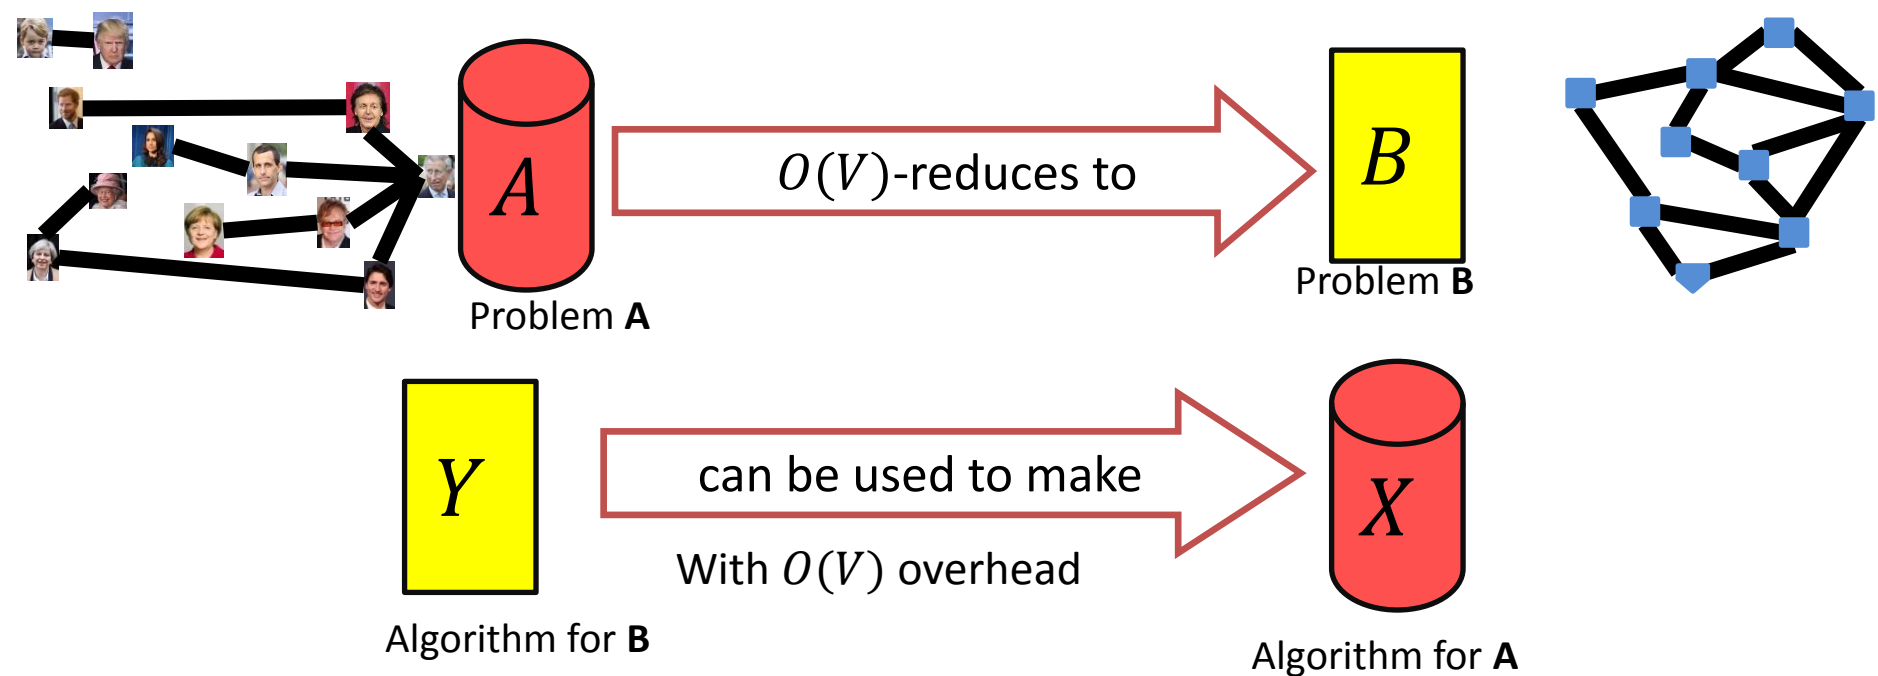 A
O(V)-reduces to
B
Problem A
Problem B
Y
can be used to make
X
With O(V) overhead
Algorithm for B
Algorithm for A